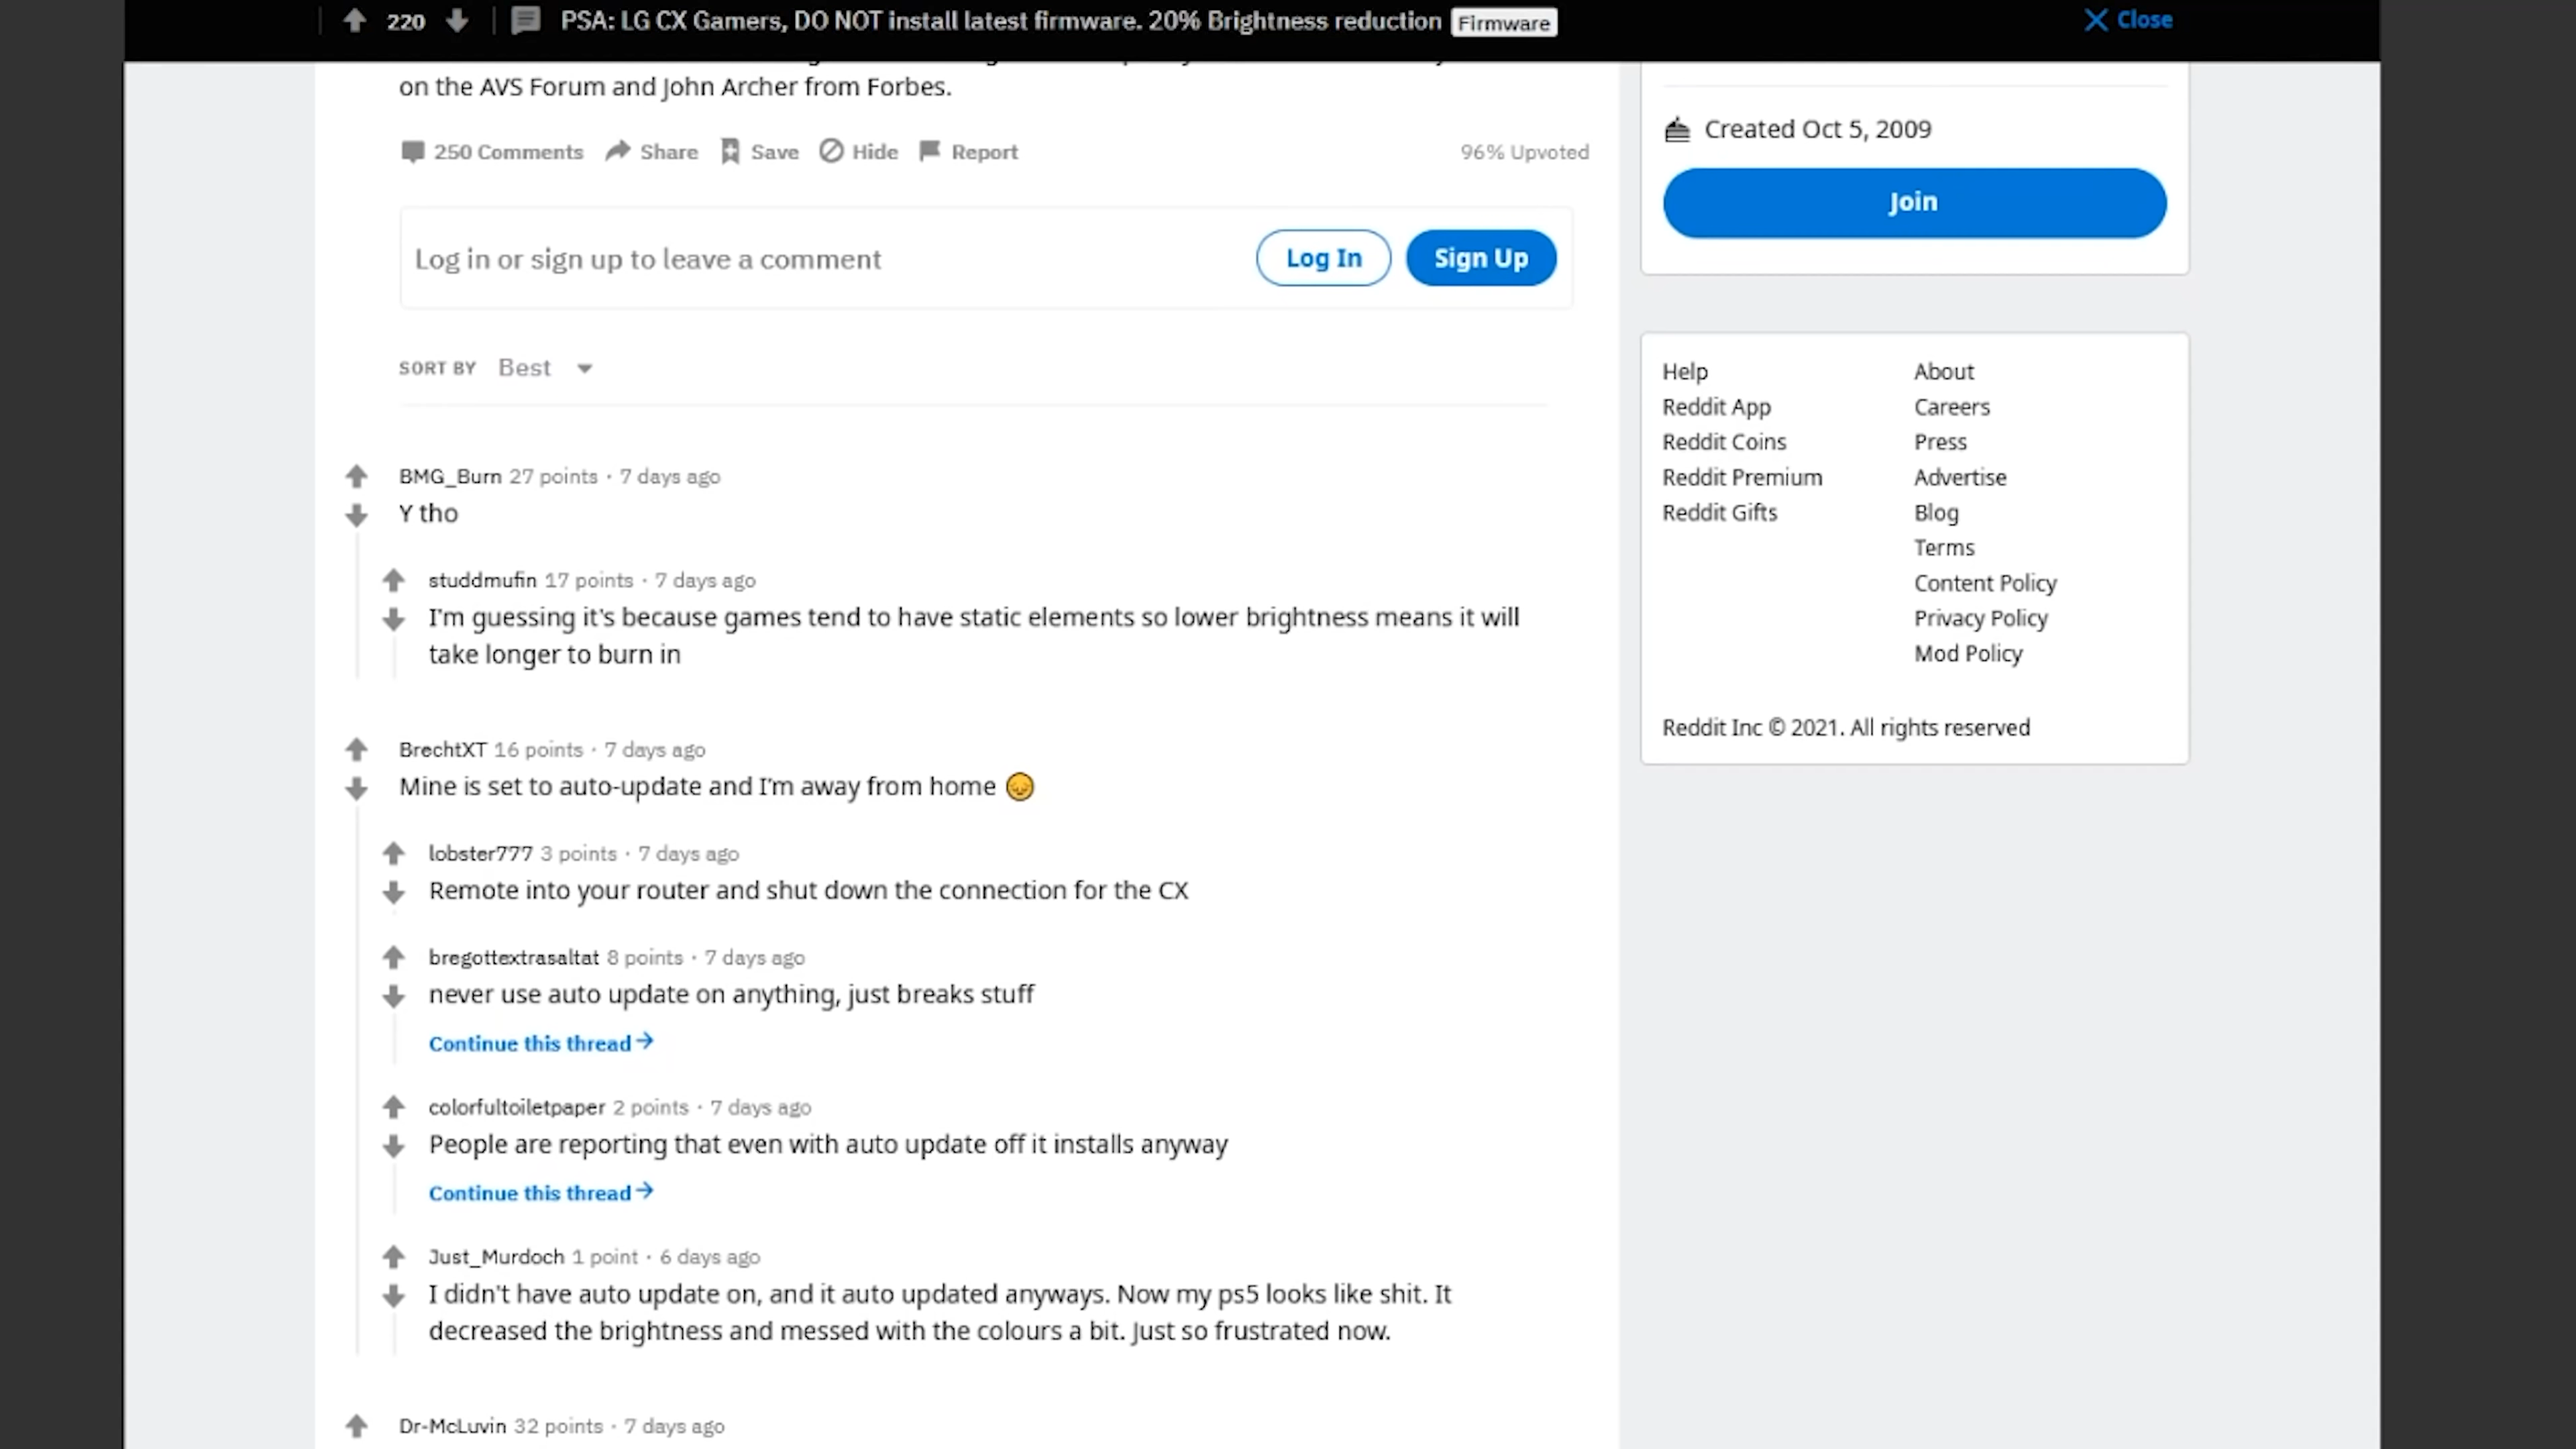 220
PSA: LG CX Gamers, DO NOT install latest firmware. 20% Brightness reduction Firmware
Close
on the AVS Forum and John Archer from Forbes.
250 Comments Share Save Hide Report
96% Upvoted
Log in or sign up to leave a comment
Log In
Sign Up
SORT BY Best
BMG_Burn 27 points · 7 days ago
Y tho
studdmufin 17 points · 7 days ago
I'm guessing it's because games tend to have static elements so lower brightness means it will
take longer to burn in
BrechtXT 16 points · 7 days ago
Mine is set to auto-update and I'm away from home 😞
lobster777 3 points · 7 days ago
Remote into your router and shut down the connection for the CX
bregottextrasaltat 8 points · 7 days ago
never use auto update on anything, just breaks stuff
Continue this thread →
colorfultoiletpaper 2 points · 7 days ago
People are reporting that even with auto update off it installs anyway
Continue this thread →
Just_Murdoch 1 point · 6 days ago
I didn't have auto update on, and it auto updated anyways. Now my ps5 looks like shit. It
decreased the brightness and messed with the colours a bit. Just so frustrated now.
Dr-McLuvin 32 points · 7 days ago
Created Oct 5, 2009
Join
Help
Reddit App
Reddit Coins
Reddit Premium
Reddit Gifts
About
Careers
Press
Advertise
Blog
Terms
Content Policy
Privacy Policy
Mod Policy
Reddit Inc © 2021. All rights reserved